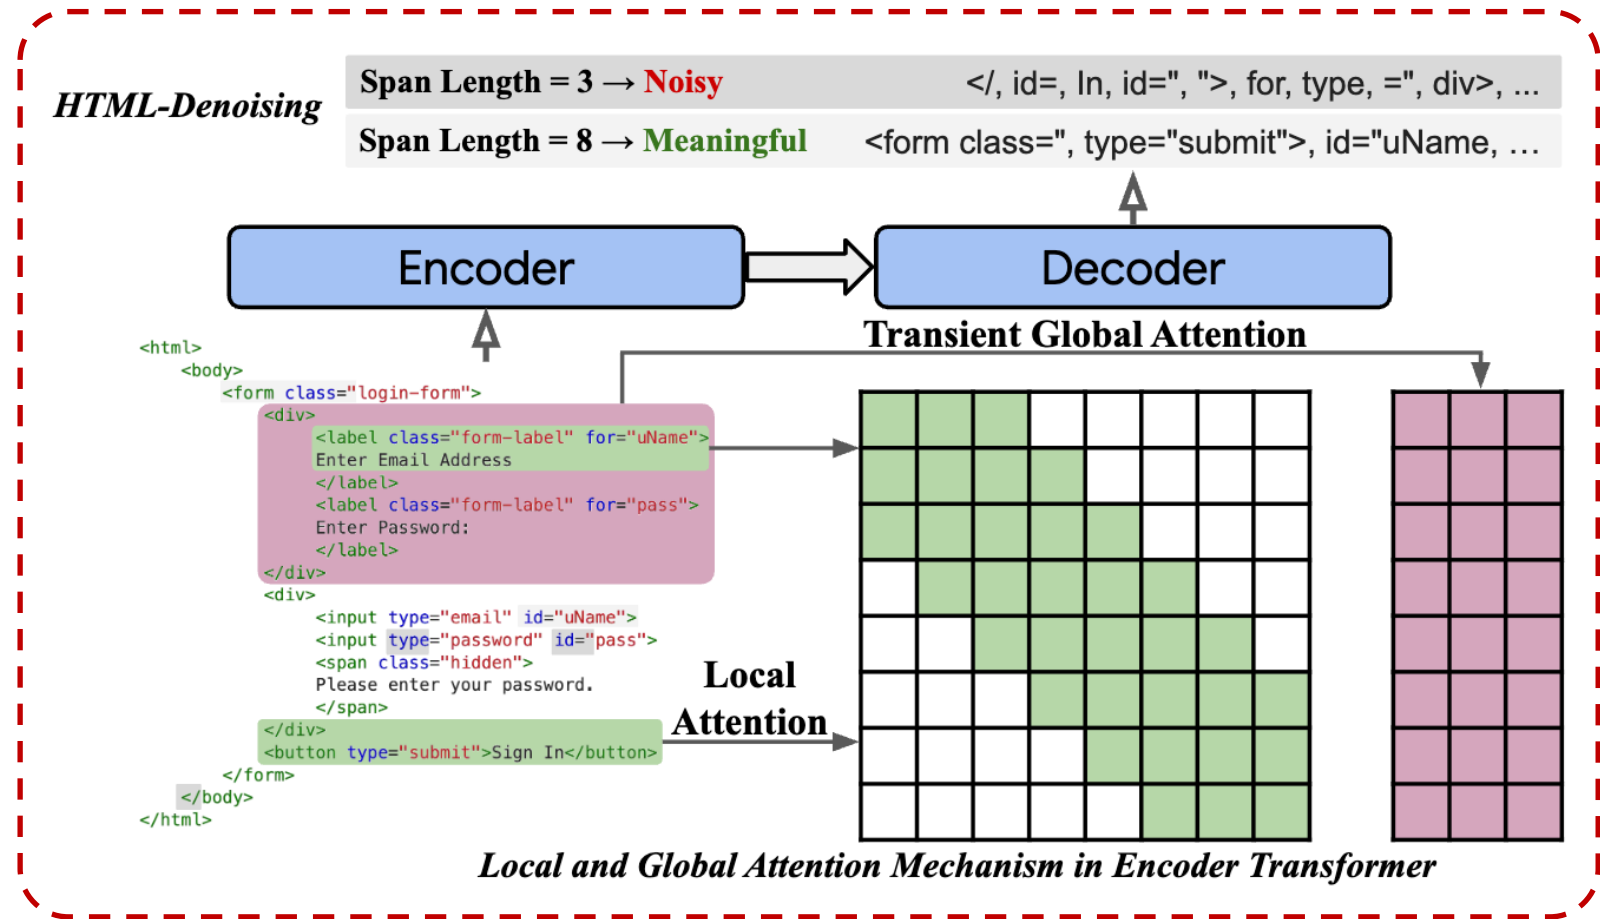 HTML-Denoising
Span Length = 3 → Noisy
</, id=, In, id=", ">, for, type, =", div>, ...
Span Length = 8 → Meaningful
<form class=", type="submit">, id="uName, ...
Encoder
Decoder
Transient Global Attention
<html>
<body>
<form class="login-form">
<div>
<label class="form-label" for="uName">
Enter Email Address
</label>
<label class="form-label" for="pass">
Enter Password:
</label>
</div>
<div>
<input type="email" id="uName">
<input type="password" id="pass">
<span class="hidden">
Please enter your password.
</span>
</div>
<button type="submit">Sign In</button>
</form>
</body>
</html>
Local
Attention
Local and Global Attention Mechanism in Encoder Transformer